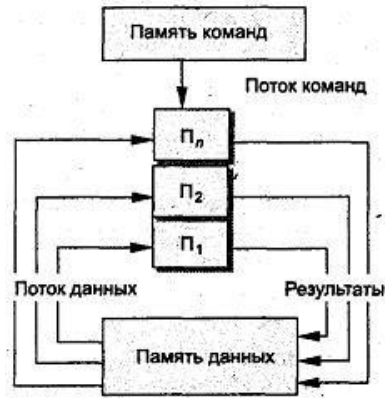 Память команд
Поток команд
Пn
П2
П1
Поток данных
Результаты
Память данных